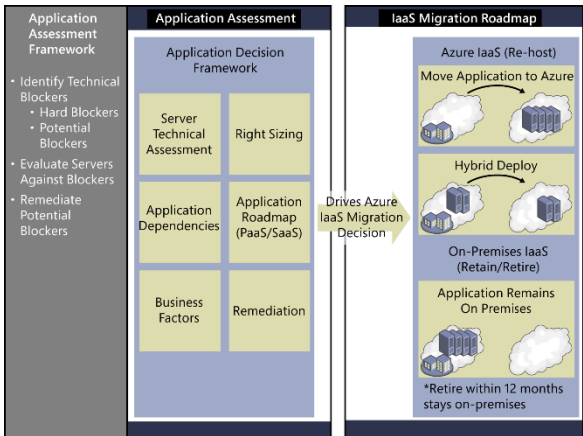 Application
Assessment
Framework
• Identify Technical
Blockers
• Hard Blockers
• Potential
Blockers
• Evaluate Servers
Against Blockers
• Remediate
Potential
Blockers
Application Assessment
Application Decision
Framework
Server
Technical
Assessment
Right Sizing
Application
Dependencies
Application
Roadmap
(PaaS/SaaS)
Business
Factors
Remediation
Drives Azure
IaaS Migration
Decision
IaaS Migration Roadmap
Azure IaaS (Re-host)
Move Application to Azure
Hybrid Deploy
On-Premises IaaS
(Retain/Retire)
Application Remains
On Premises
*Retire within 12 months
stays on-premises